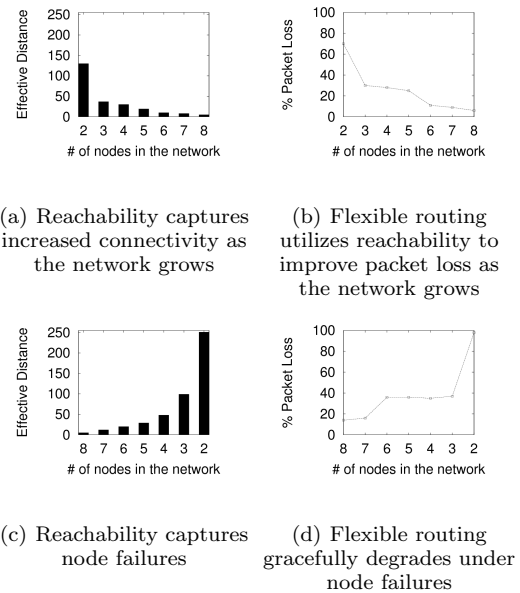 250
200
150
100
50
0
Effective Distance
2 3 4 5 6 7 8
# of nodes in the network
100
80
60
40
20
0
% Packet Loss
2 3 4 5 6 7 8
# of nodes in the network
(a) Reachability captures
increased connectivity as
the network grows
(b) Flexible routing
utilizes reachability to
improve packet loss as
the network grows
250
200
150
100
50
0
Effective Distance
8 7 6 5 4 3 2
# of nodes in the network
100
80
60
40
20
0
% Packet Loss
8 7 6 5 4 3 2
# of nodes in the network
(c) Reachability captures
node failures
(d) Flexible routing
gracefully degrades under
node failures